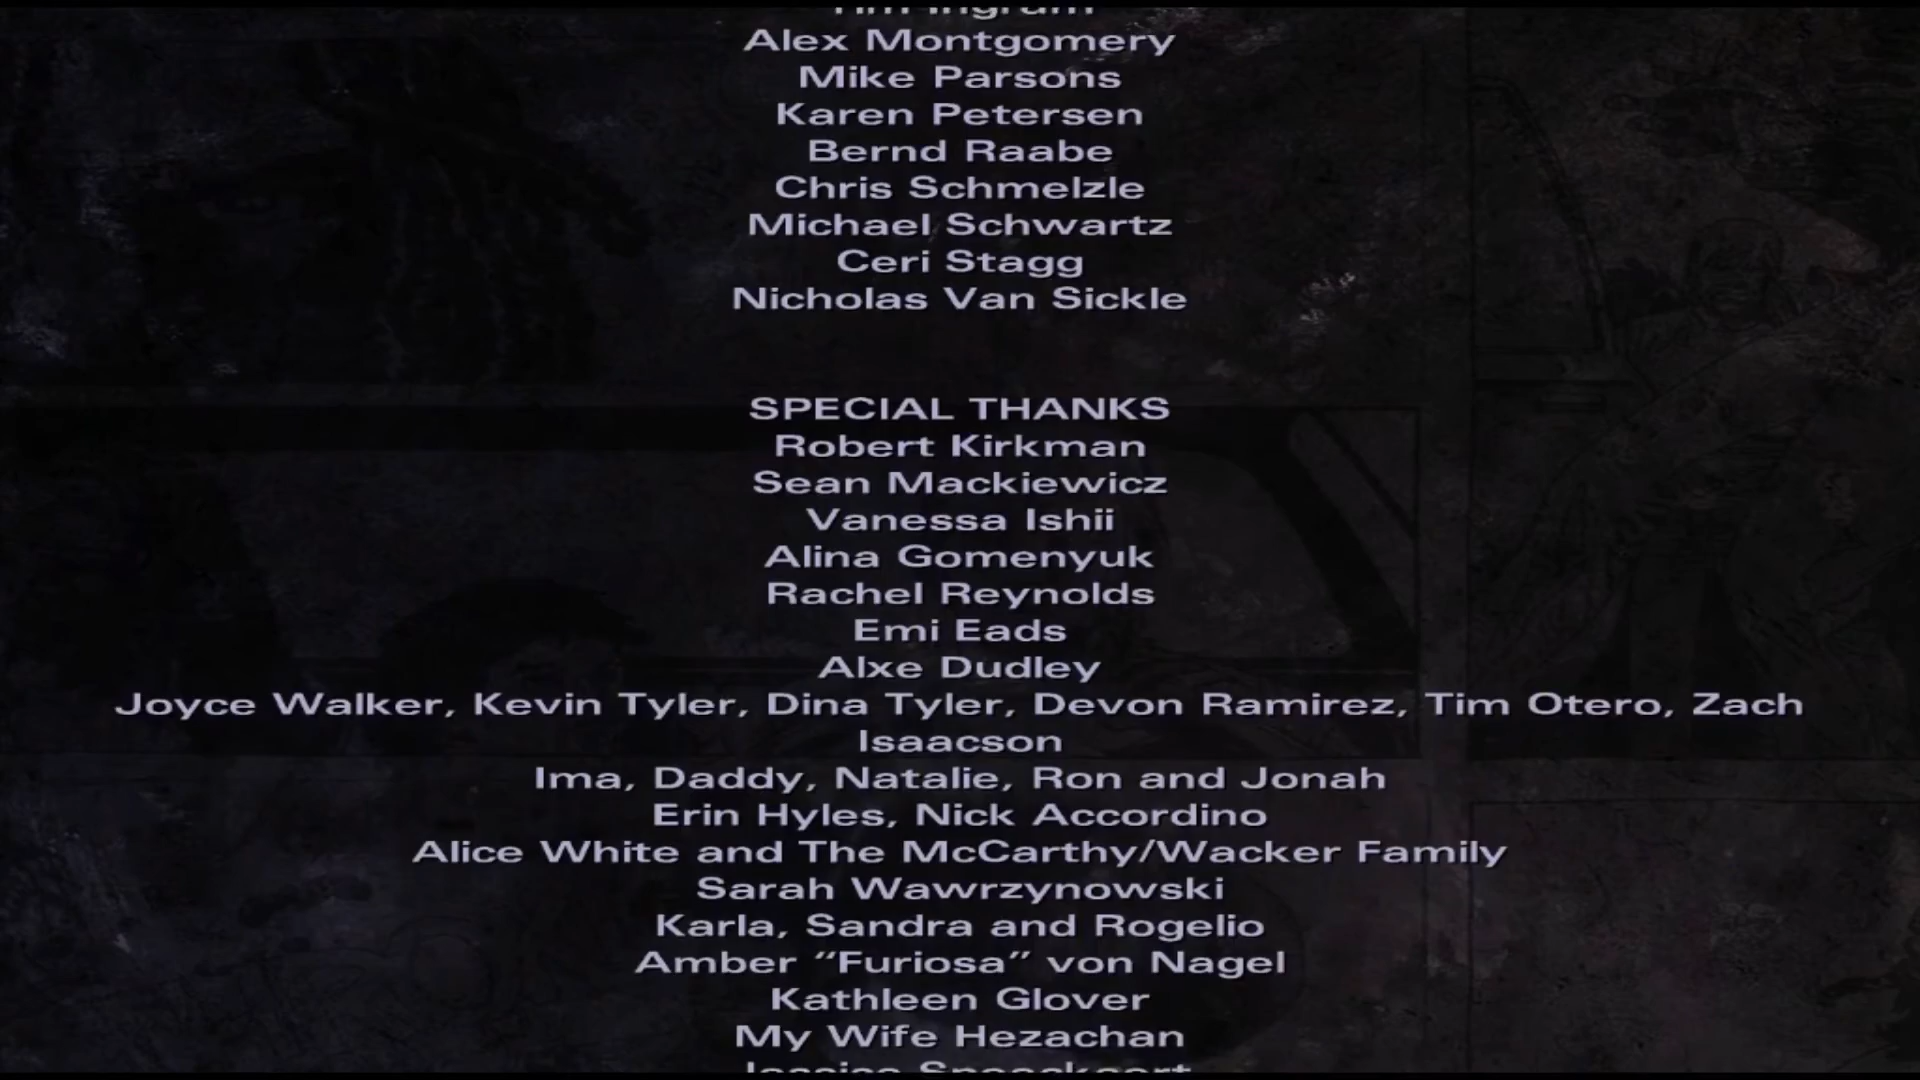 Tim Ingram
Alex Montgomery
Mike Parsons
Karen Petersen
Bernd Raabe
Chris Schmelzle
Michael Schwartz
Ceri Stagg
Nicholas Van Sickle
SPECIAL THANKS
Robert Kirkman
Sean Mackiewicz
Vanessa Ishii
Alina Gomenyuk
Rachel Reynolds
Emi Eads
Alxe Dudley
Joyce Walker, Kevin Tyler, Dina Tyler, Devon Ramirez, Tim Otero, Zach
Isaacson
Ima, Daddy, Natalie, Ron and Jonah
Erin Hyles, Nick Accordino
Alice White and The McCarthy/Wacker Family
Sarah Wawrzynowski
Karla, Sandra and Rogelio
Amber “Furiosa” von Nagel
Kathleen Glover
My Wife Hezachan
Jessica